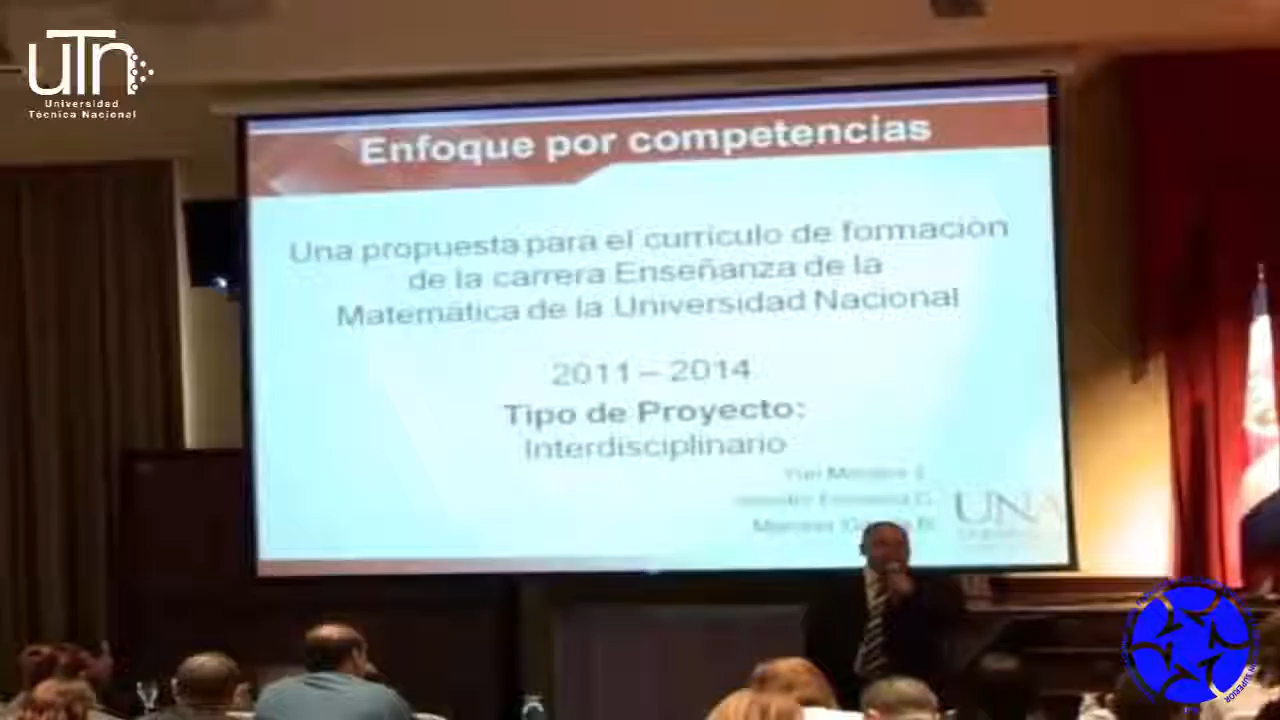 uTn
Universidad
Técnica Nacional
Enfoque por competencias
Una propuesta para el currículo de formación
de la carrera Enseñanza de la
Matemática de la Universidad Nacional
2011 – 2014
Tipo de Proyecto:
Interdisciplinario
UNA